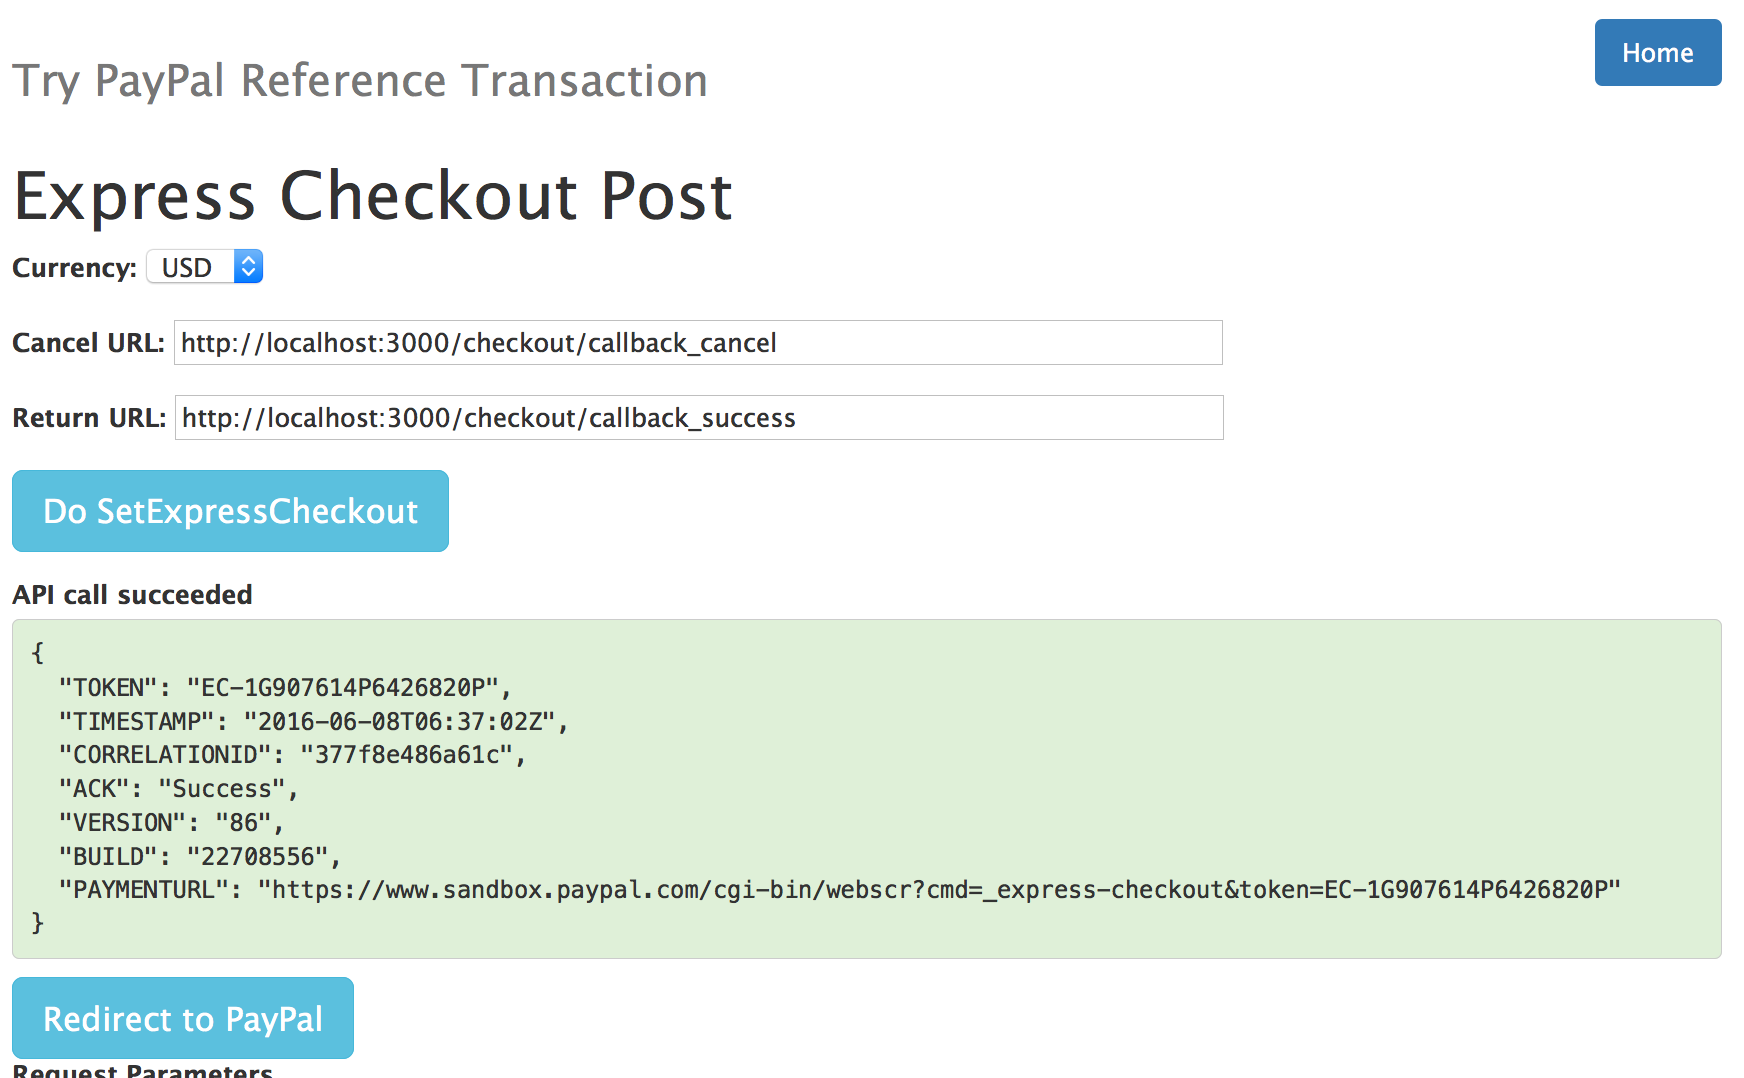 Home
Try PayPal Reference Transaction
Express Checkout Post
Currency: USD
Cancel URL: http://localhost:3000/checkout/callback_cancel
Return URL: http://localhost:3000/checkout/callback_success
Do SetExpressCheckout
API call succeeded
{
  "TOKEN": "EC-1G907614P6426820P",
  "TIMESTAMP": "2016-06-08T06:37:02Z",
  "CORRELATIONID": "377f8e486a61c",
  "ACK": "Success",
  "VERSION": "86",
  "BUILD": "22708556",
  "PAYMENTURL": "https://www.sandbox.paypal.com/cgi-bin/webscr?cmd=_express-checkout&token=EC-1G907614P6426820P"
}
Redirect to PayPal
Request Parameters